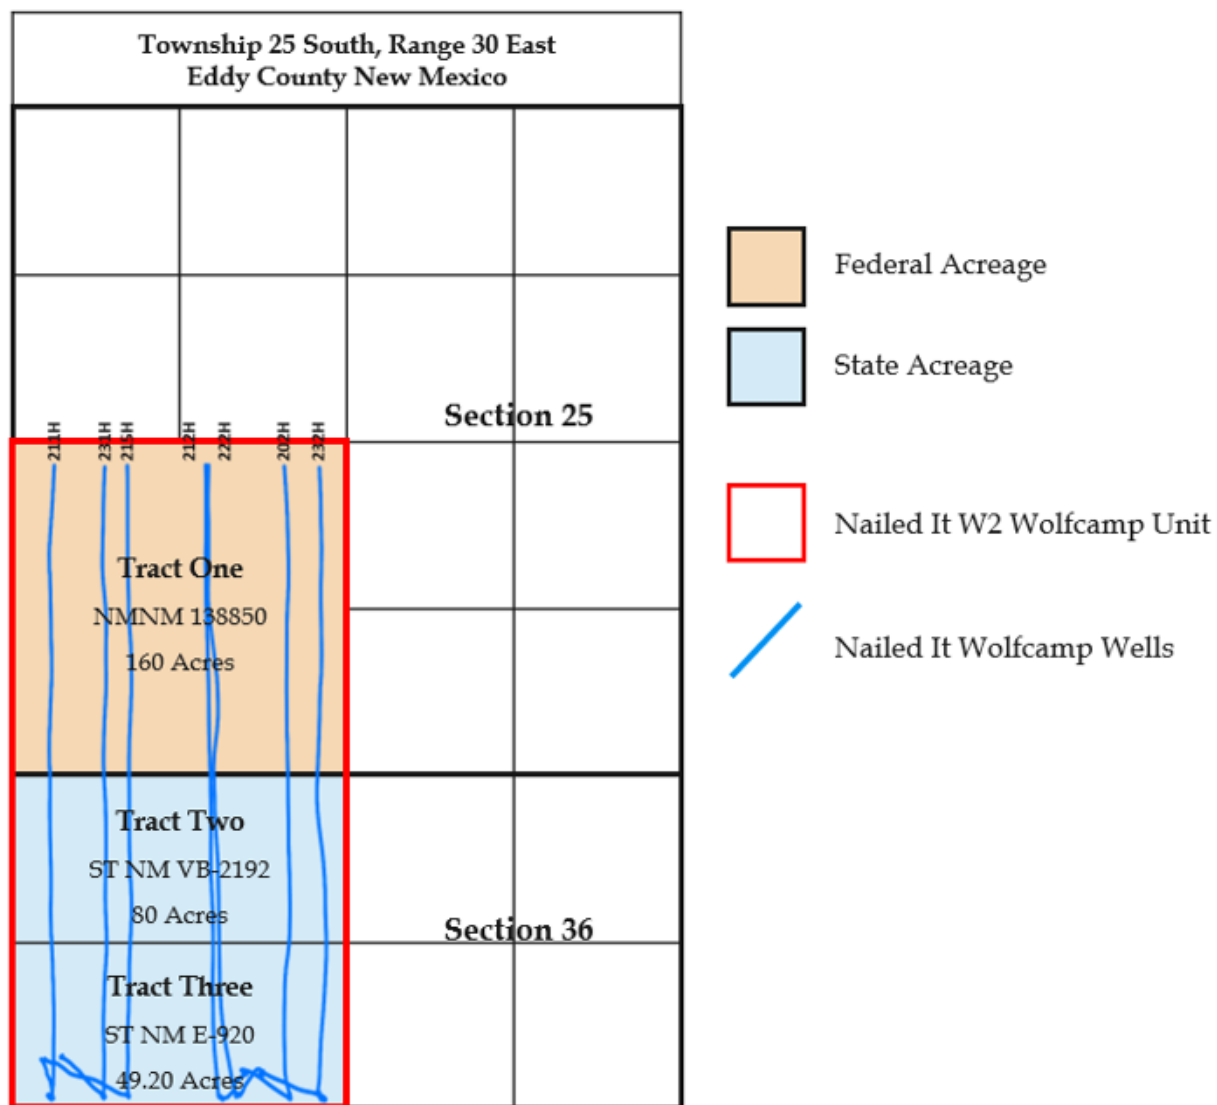 Township 25 South, Range 30 East
Eddy County New Mexico
Federal Acreage
State Acreage
Section 25
211H
231H
215H
212H
222H
202H
232H
Nailed It W2 Wolfcamp Unit
Tract One
NMNM 138850
160 Acres
Nailed It Wolfcamp Wells
Tract Two
ST NM VB-2192
80 Acres
Section 36
Tract Three
ST NM E-920
49.20 Acres